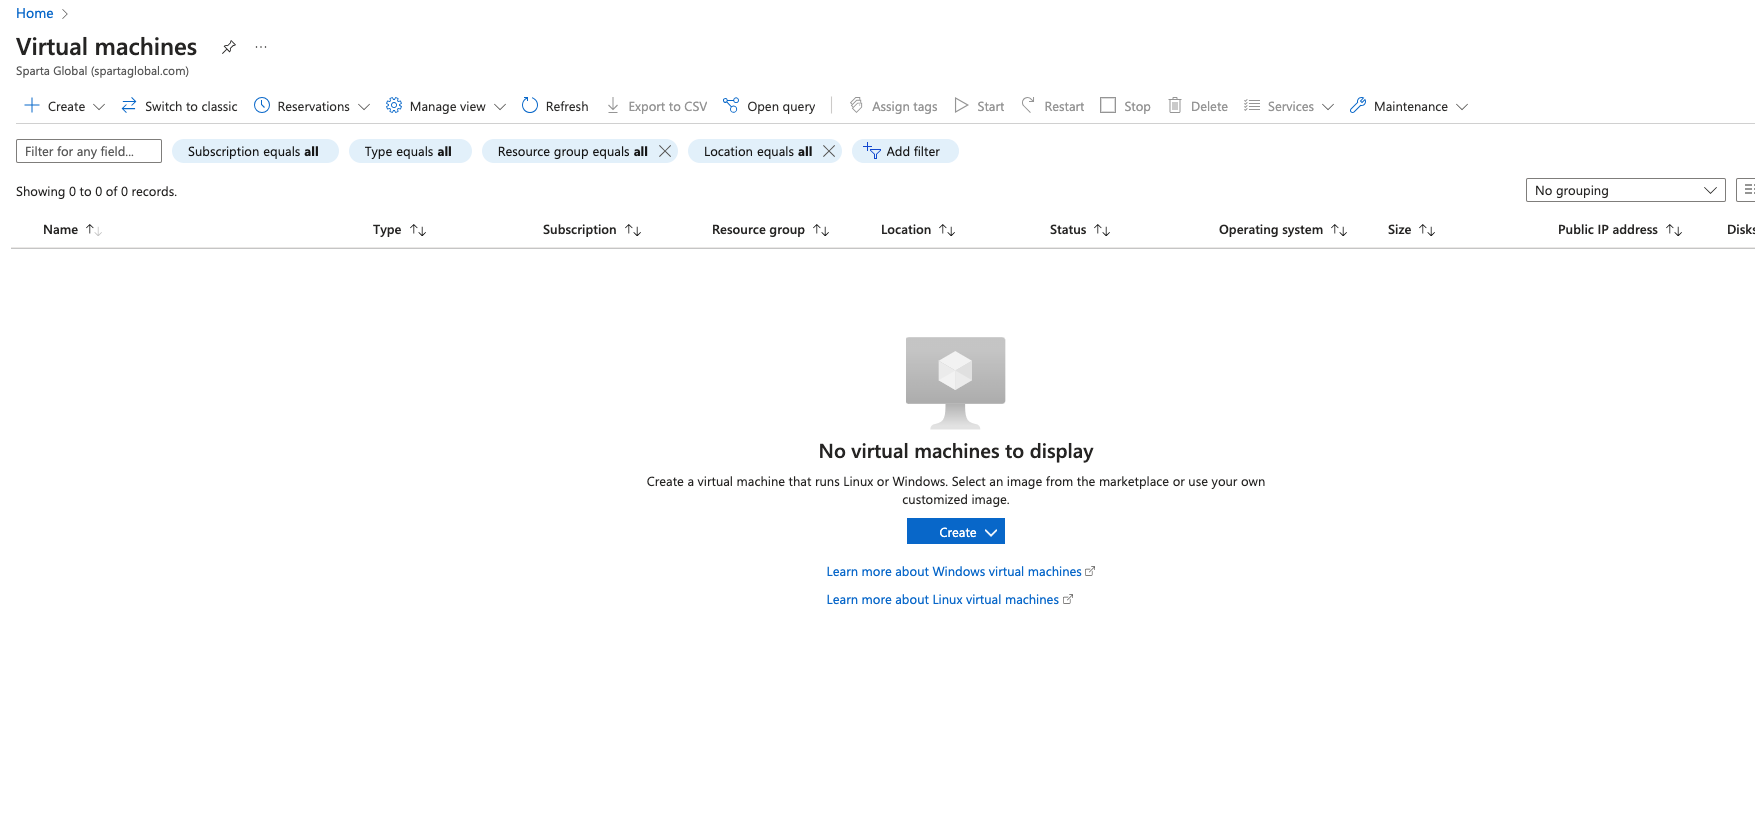 Home
Virtual machines
Sparta Global (spartaglobal.com)
Create Switch to classic Reservations Manage view Refresh Export to CSV Open query Assign tags Start Restart Stop Delete Services Maintenance
Filter for any field... Subscription equals all Type equals all Resource group equals all Location equals all Add filter
Showing 0 to 0 of 0 records. No grouping
Name Type Subscription Resource group Location Status Operating system Size Public IP address Disks
No virtual machines to display
Create a virtual machine that runs Linux or Windows. Select an image from the marketplace or use your own
customized image.
Create
Learn more about Windows virtual machines
Learn more about Linux virtual machines